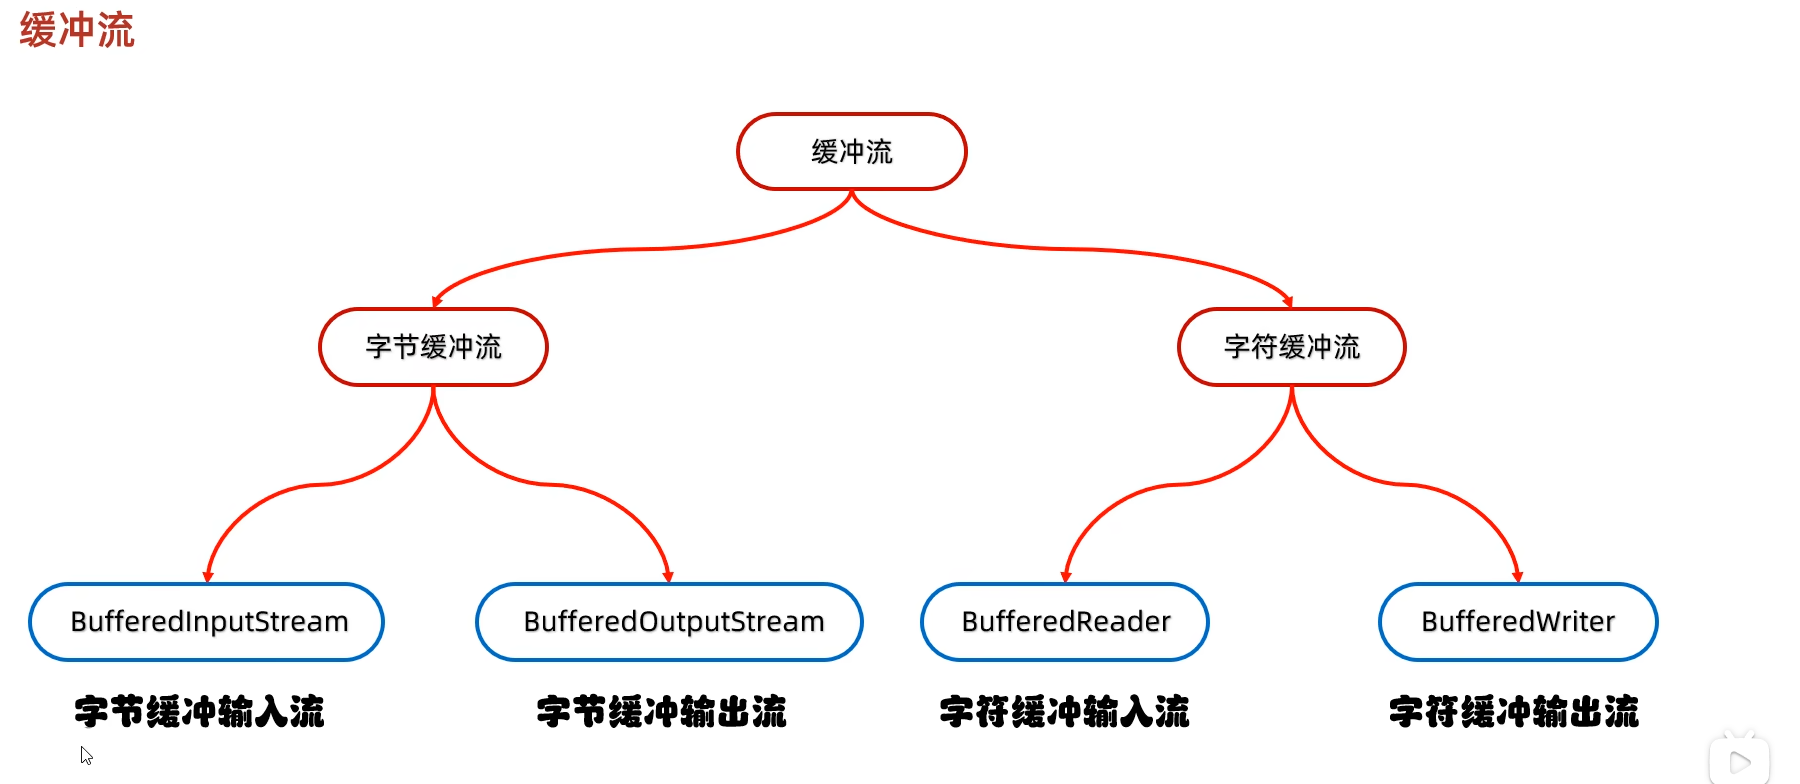 缓冲流
缓冲流
字节缓冲流
字符缓冲流
BufferedInputStream
BufferedOutputStream
BufferedReader
BufferedWriter
字节缓冲输入流
字节缓冲输出流
字符缓冲输入流
字符缓冲输出流